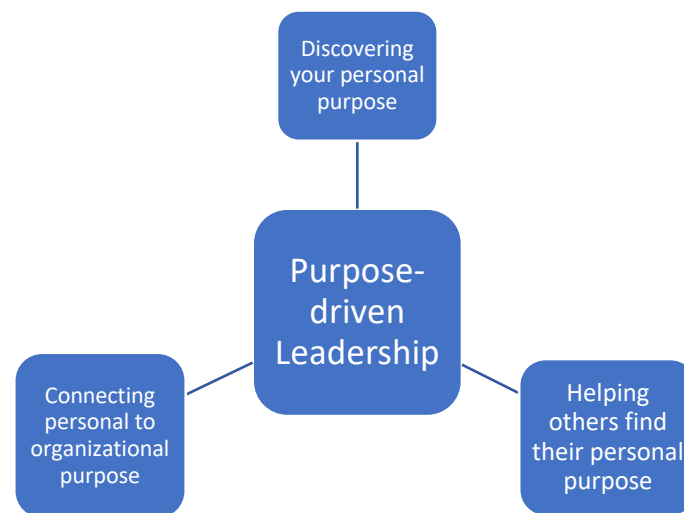 Discovering
your personal
purpose
Purpose-
driven
Leadership
Connecting
personal to
organizational
purpose
Helping
others find
their personal
purpose